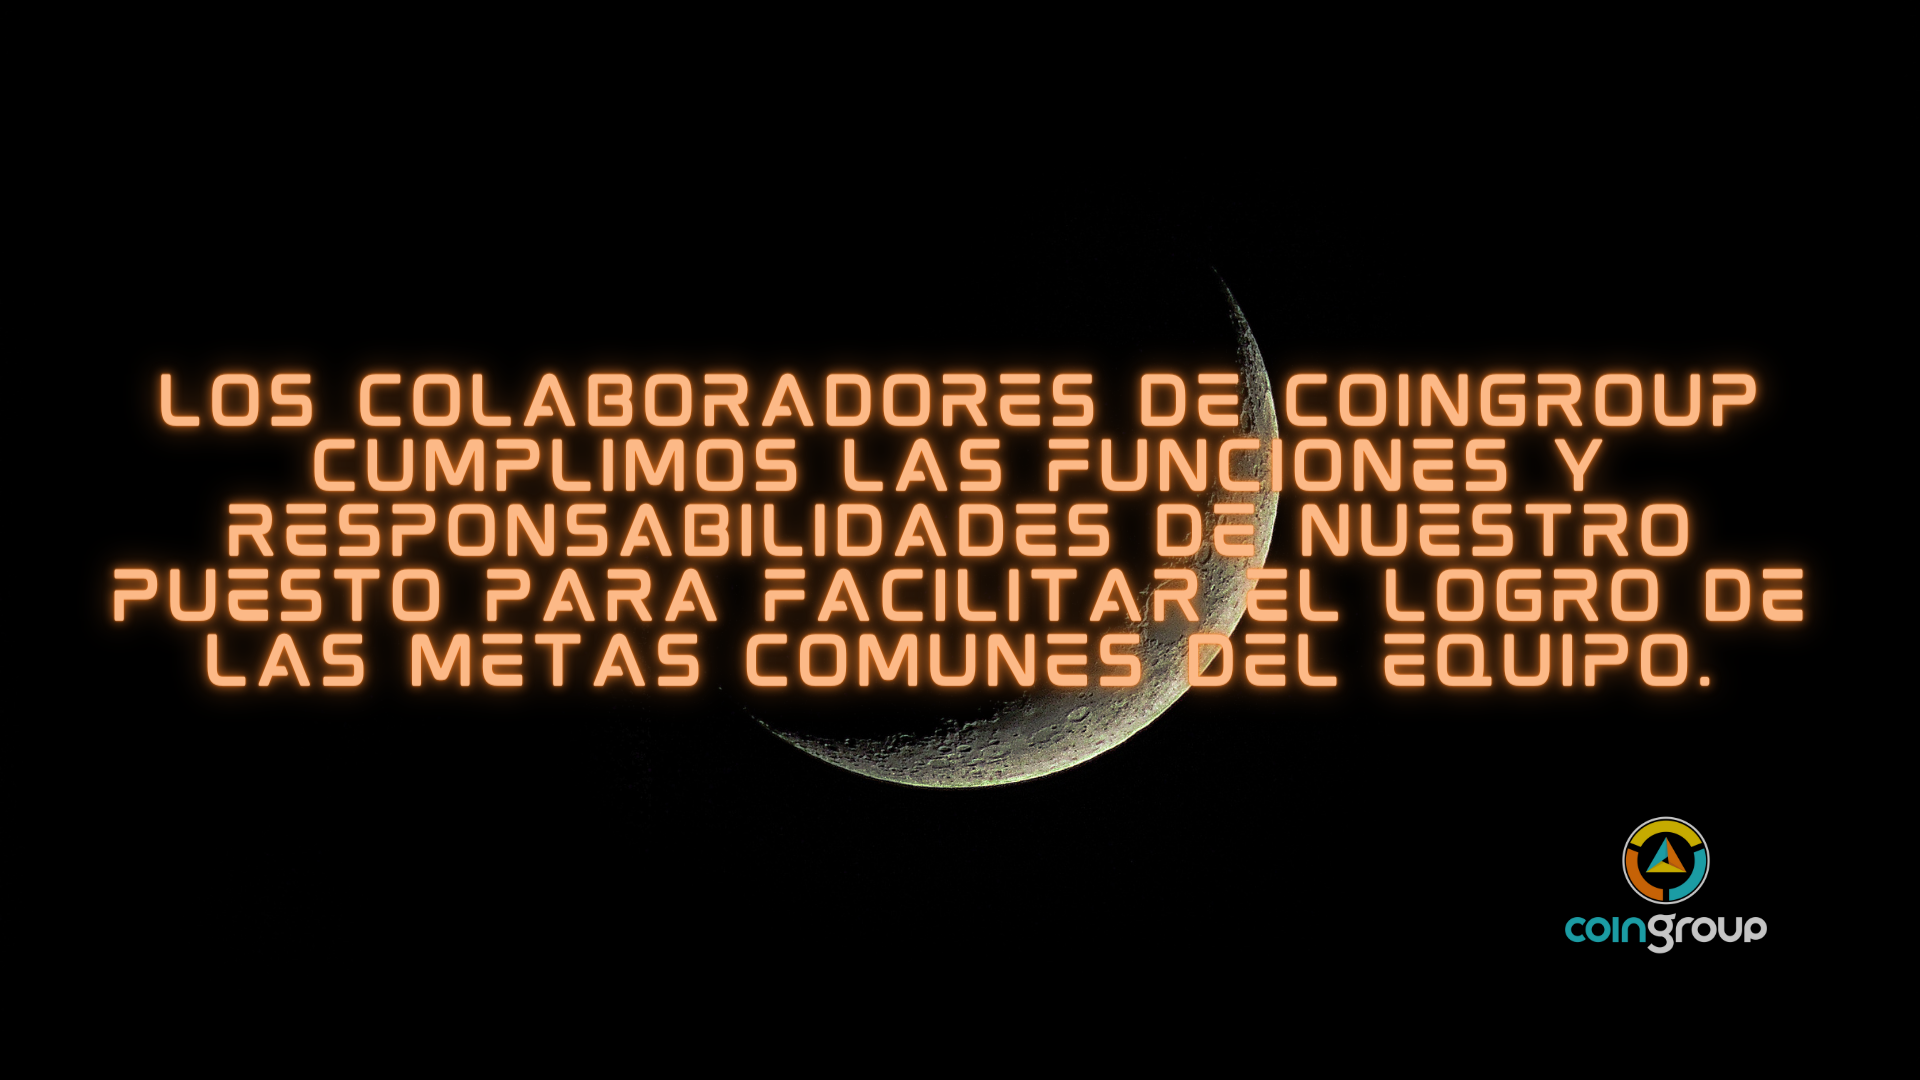 LOS COLABORADORES DE COINGROUP
CUMPLIMOS LAS FUNCIONES Y
RESPONSABILIDADES DE NUESTRO
PUESTO PARA FACILITAR EL LOGRO DE
LAS METAS COMUNES DEL EQUIPO.
coingroup